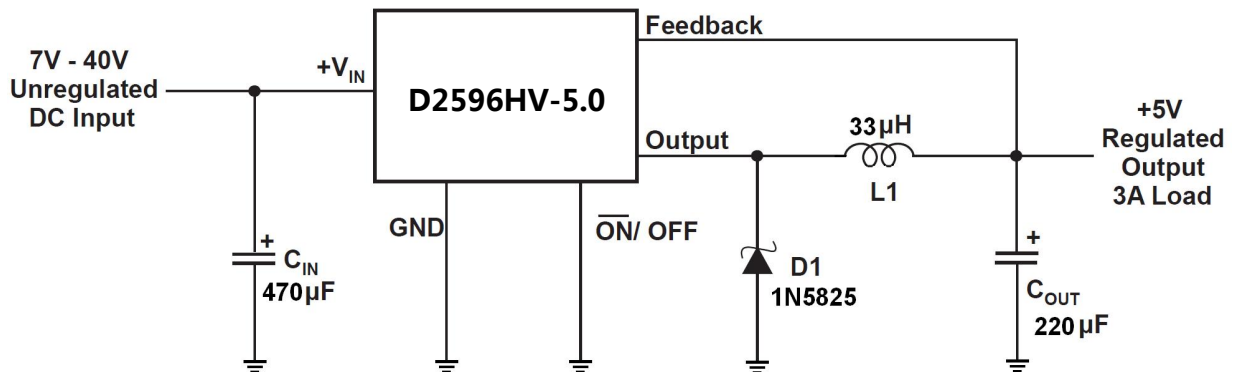 Feedback
7V - 40V
Unregulated
DC Input
+VIN
D2596HV-5.0
Output
33μH
L1
+5V
Regulated
Output
3A Load
GND
ON/ OFF
+
CIN
470μF
D1
1N5825
+
COUT
220μF